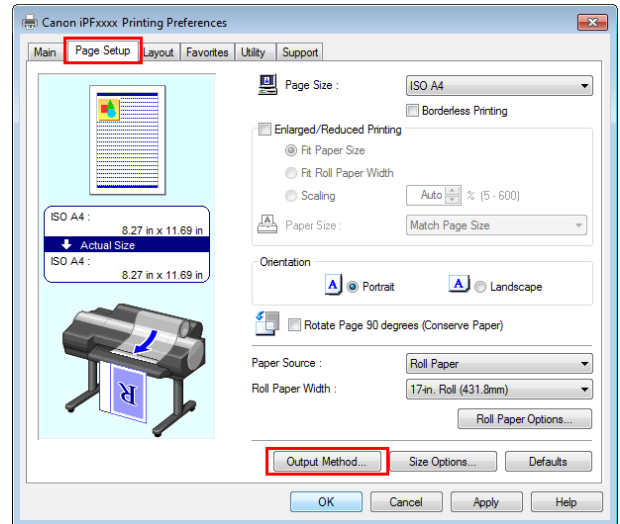 Canon iPFxxxx Printing Preferences
Main Page Setup Layout Favorites Utility Support
Page Size : ISO A4
Borderless Printing
Enlarged/Reduced Printing
Fit Paper Size
Fit Roll Paper Width
Scaling Auto % (5 - 600)
Paper Size : Match Page Size
ISO A4 :
8.27 in x 11.69 in
Actual Size
ISO A4 :
8.27 in x 11.69 in
Orientation
A Portrait A Landscape
Rotate Page 90 degrees (Conserve Paper)
Paper Source : Roll Paper
Roll Paper Width : 17-in. Roll (431.8mm)
Roll Paper Options...
R
Output Method... Size Options... Defaults
OK Cancel Apply Help